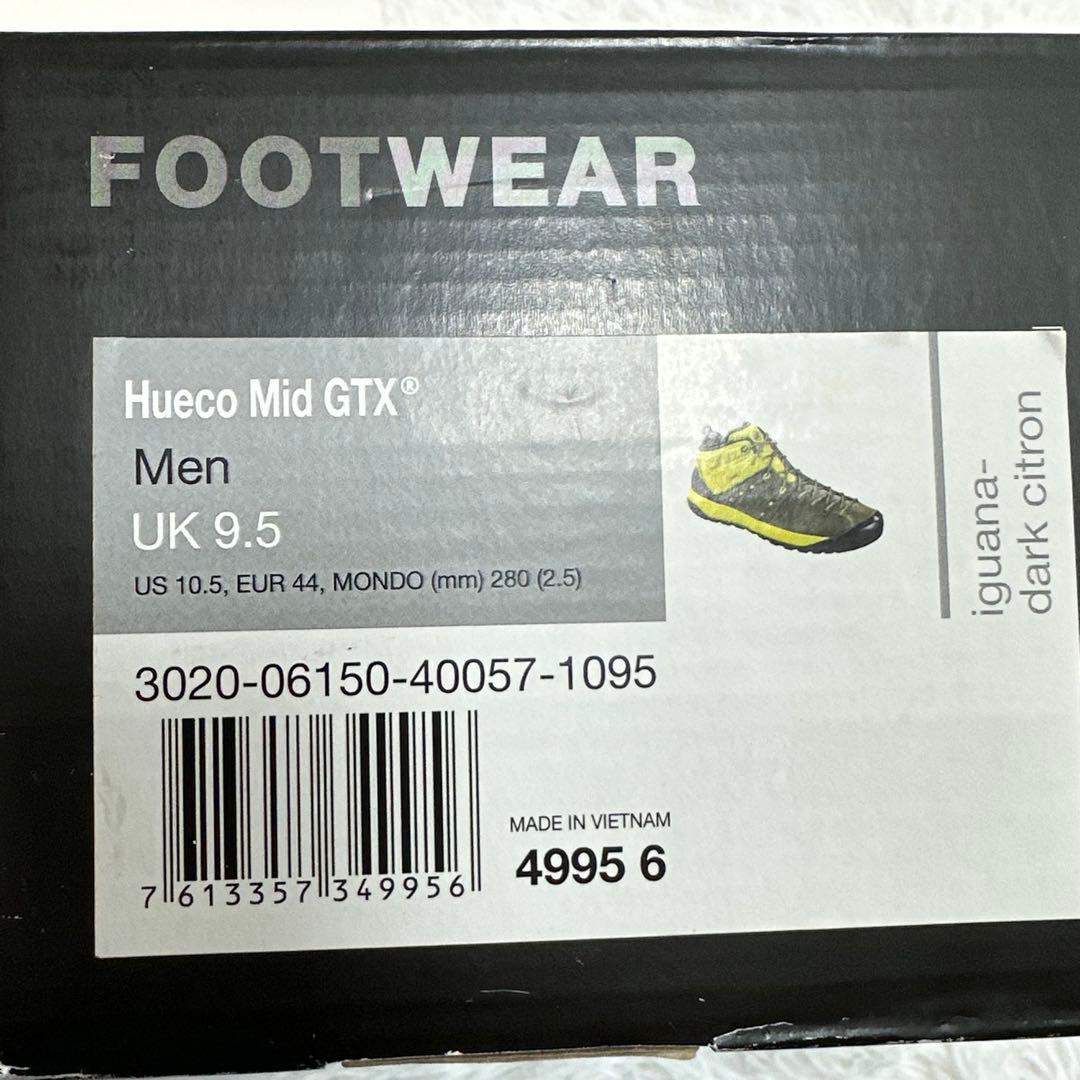 FOOTWEAR
Hueco Mid GTX®
Men
UK 9.5
US 10.5, EUR 44, MONDO (mm) 280 (2.5)
iguana-
dark citron
3020-06150-40057-1095
7 613357 349956
MADE IN VIETNAM
4995 6